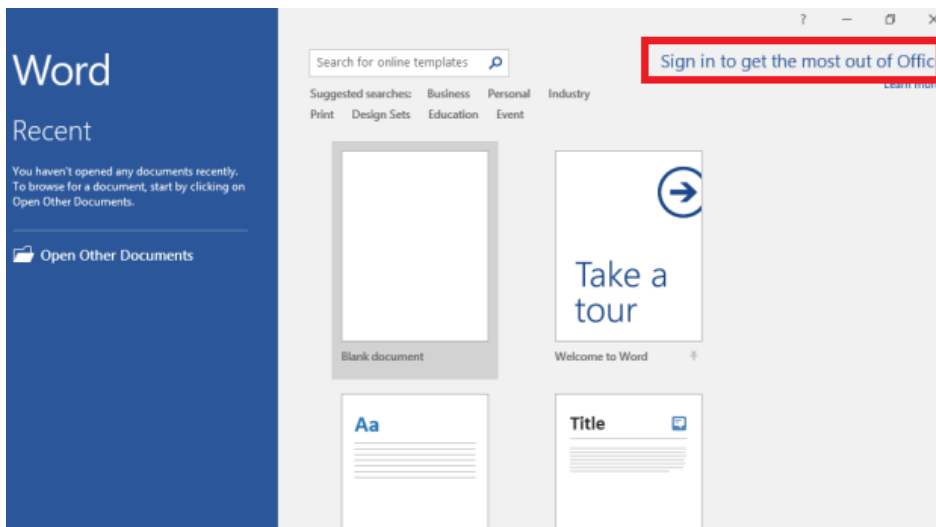 ?
Word
Search for online templates
Sign in to get the most out of Offic
Learn more
Suggested searches: Business Personal Industry
Print Design Sets Education Event
Recent
You haven't opened any documents recently.
To browse for a document, start by clicking on
Open Other Documents.
Open Other Documents
Take a
tour
Blank document
Welcome to Word
Aa
Title